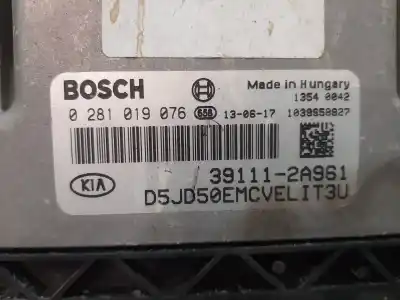 BOSCH
Made in Hungary
1354 0042
0 281 019 076 13-06-17 1039S58827
KIA
39111-2A961
D5JD50EMCVELIT3U